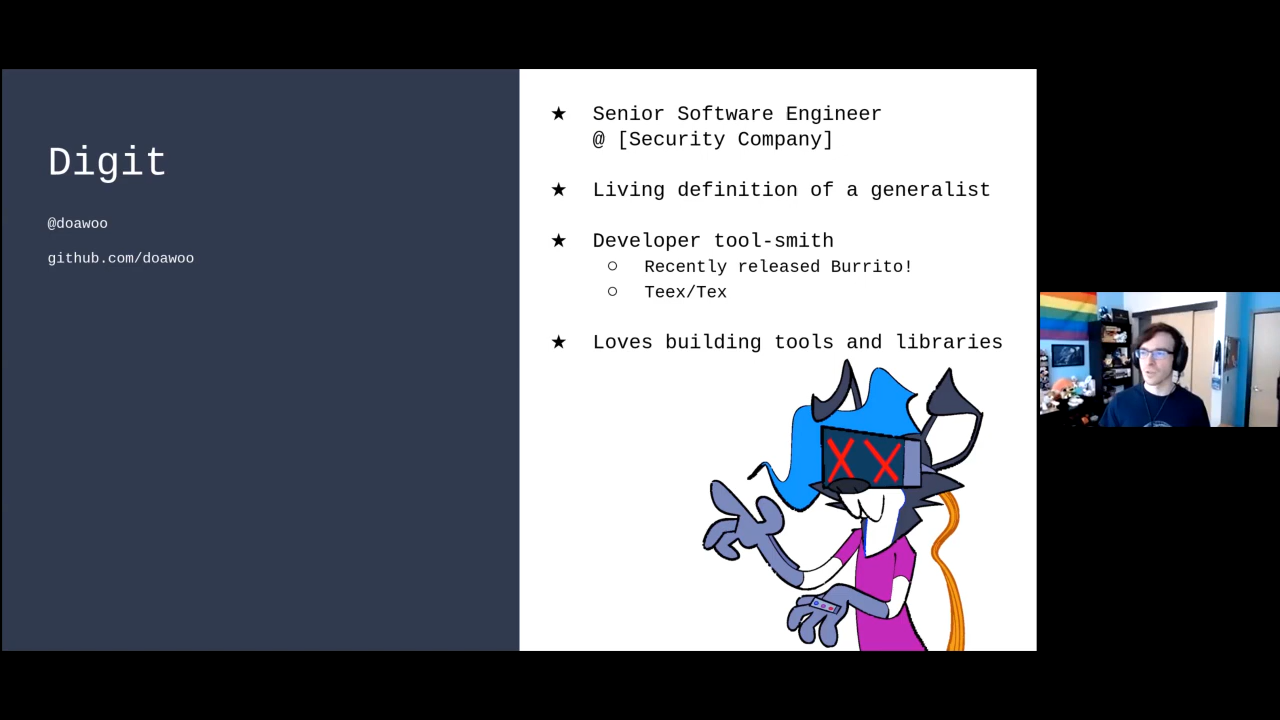 Digit
@doawoo
github.com/doawoo
★ Senior Software Engineer
@ [Security Company]
★ Living definition of a generalist
★ Developer tool-smith
○ Recently released Burrito!
○ Teex/Tex
★ Loves building tools and libraries